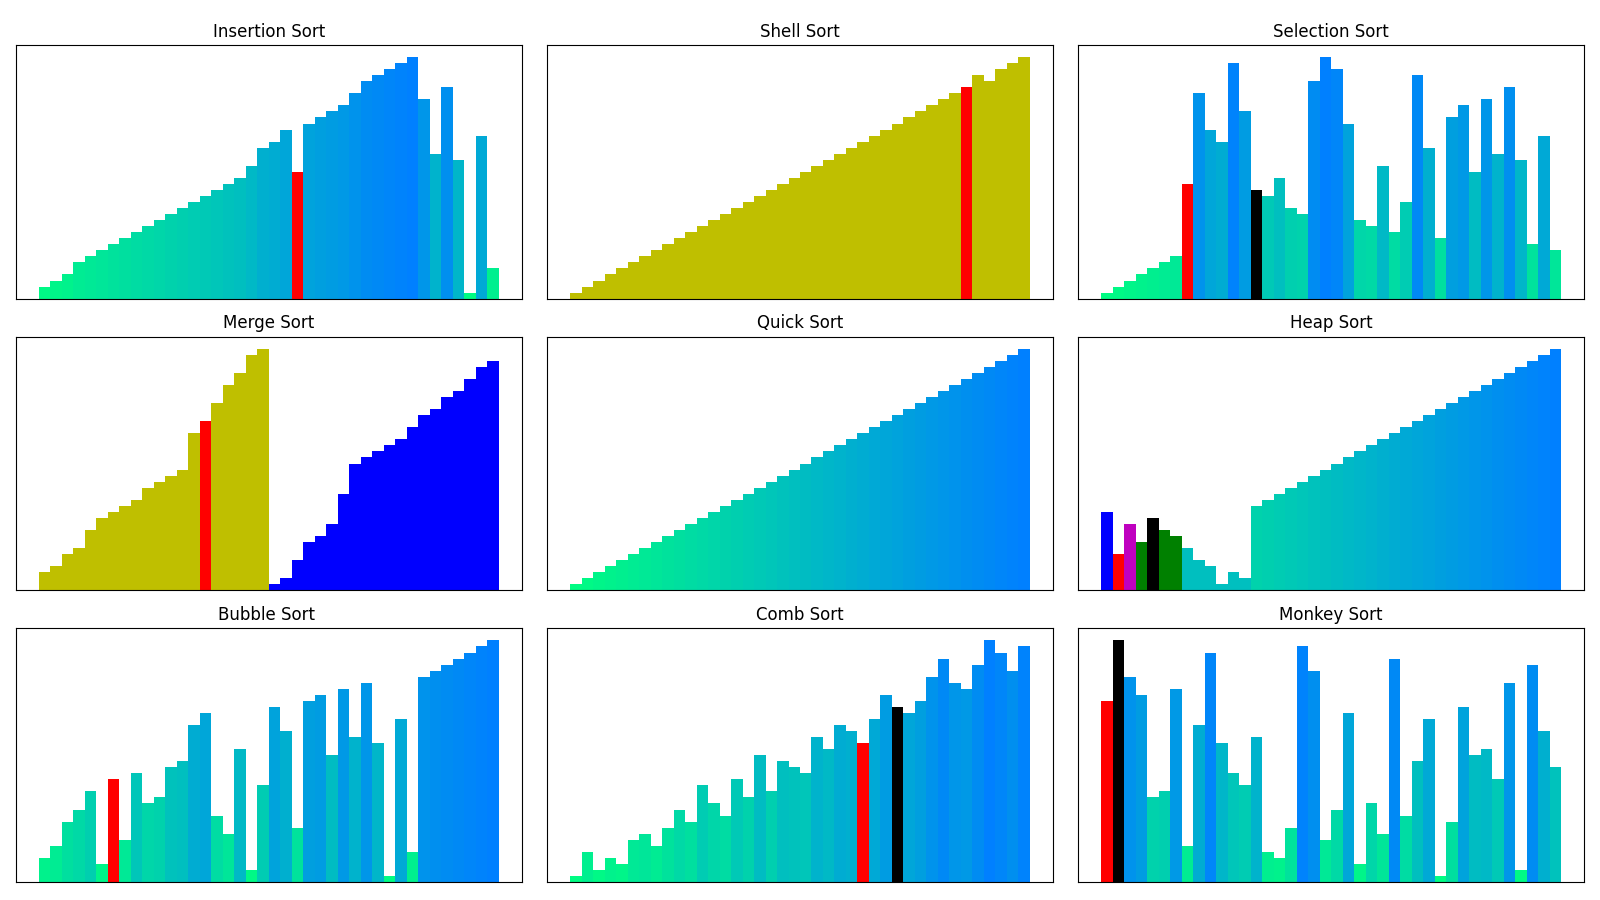 Insertion Sort
Shell Sort
Selection Sort
Merge Sort
Quick Sort
Heap Sort
Bubble Sort
Comb Sort
Monkey Sort